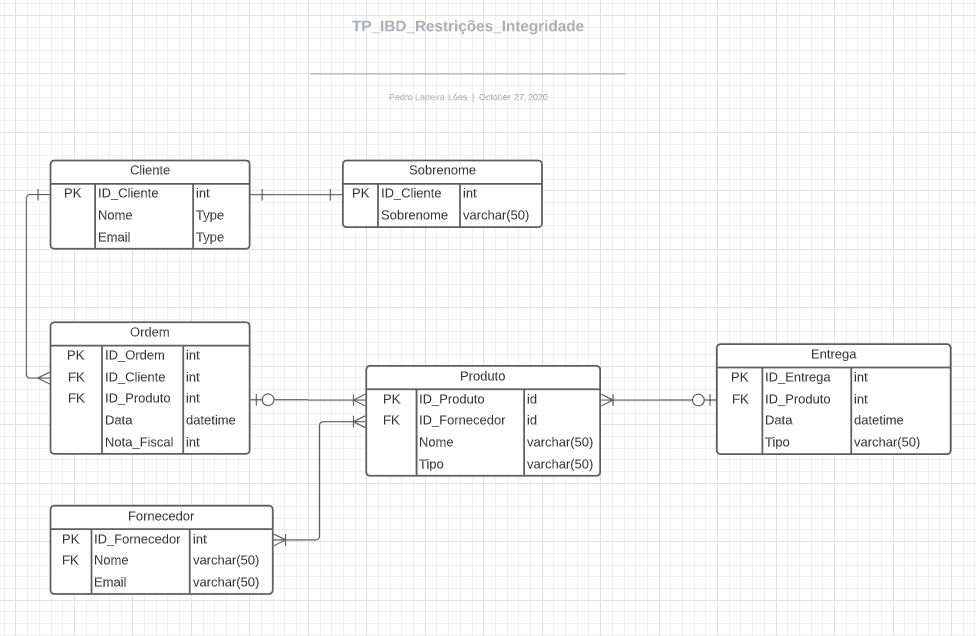 TP_IBD_Restrições_Integridade
Pedro Ladeira Lóes | October 27, 2020
Cliente
PK ID_Cliente int
Nome Type
Email Type
Sobrenome
PK ID_Cliente int
Sobrenome varchar(50)
Ordem
PK ID_Ordem int
FK ID_Cliente int
FK ID_Produto int
Data datetime
Nota_Fiscal int
Produto
PK ID_Produto id
FK ID_Fornecedor id
Nome varchar(50)
Tipo varchar(50)
Entrega
PK ID_Entrega int
FK ID_Produto int
Data datetime
Tipo varchar(50)
Fornecedor
PK ID_Fornecedor int
FK Nome varchar(50)
Email varchar(50)